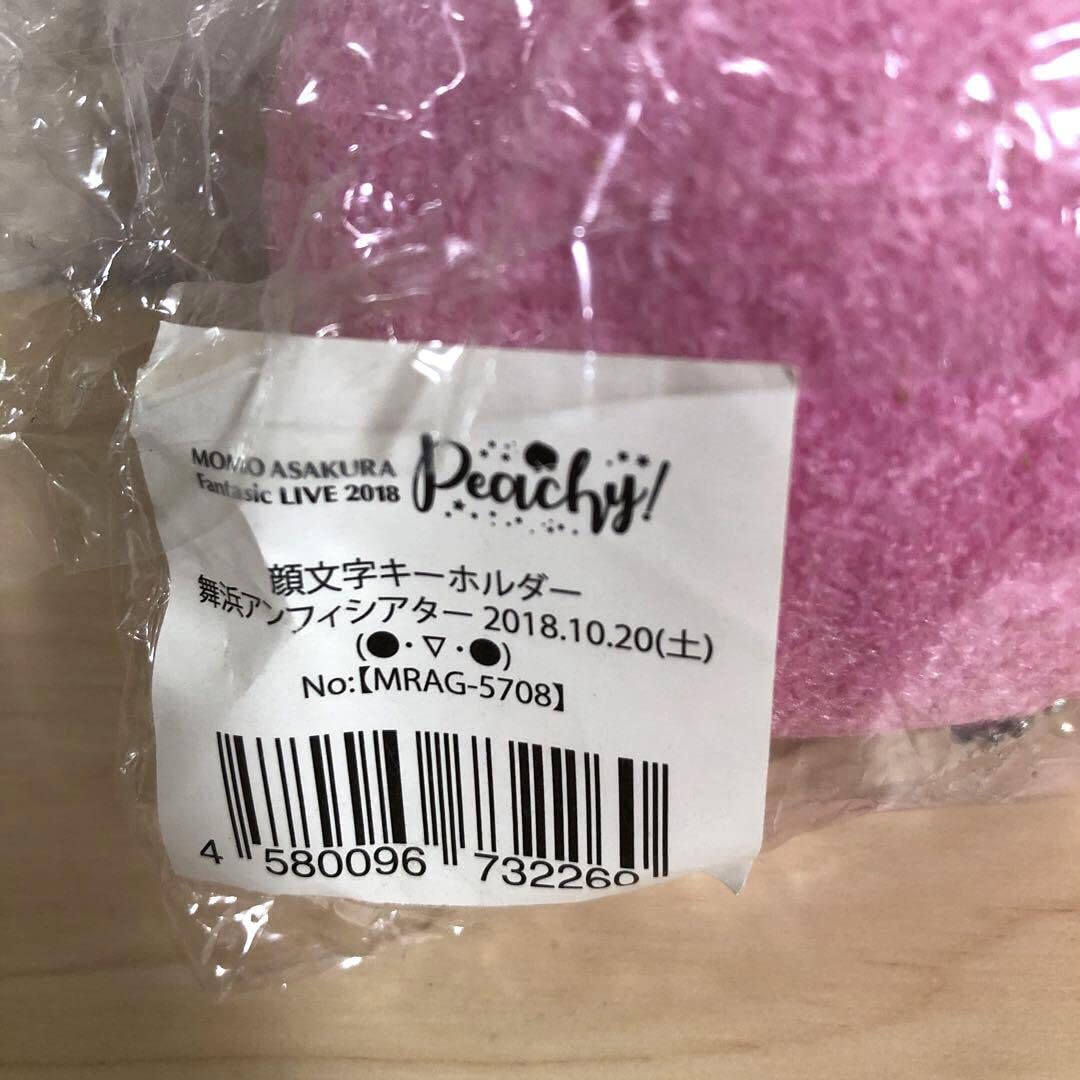 MOMO ASAKURA
Fantasic LIVE 2018
Peachy!
顔文字キーホルダー
舞浜アンフィシアター 2018.10.20(土)
(●・▽・●)
No:【MRAG-5708】
4 580096 732269